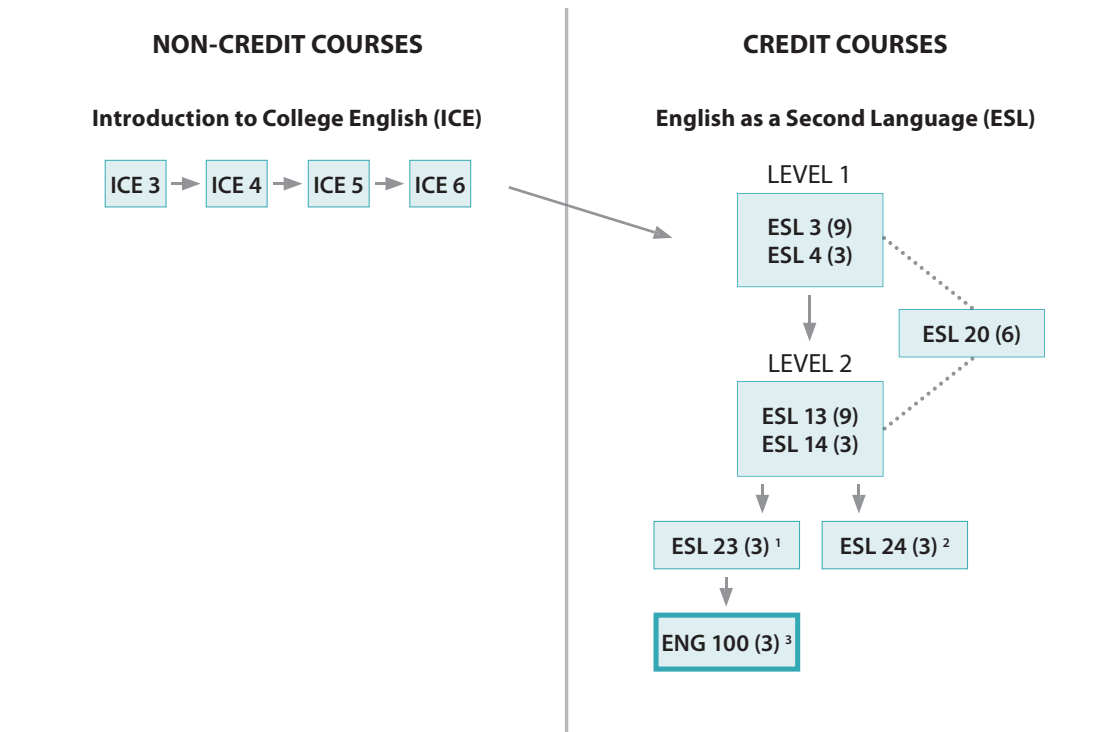 NON-CREDIT COURSES
Introduction to College English (ICE)
ICE 3
ICE 4
ICE 5
ICE 6
CREDIT COURSES
English as a Second Language (ESL)
LEVEL 1
ESL 3 (9)
ESL 4 (3)
ESL 20 (6)
LEVEL 2
ESL 13 (9)
ESL 14 (3)
ESL 23 (3) ¹
ESL 24 (3) ²
ENG 100 (3) ³